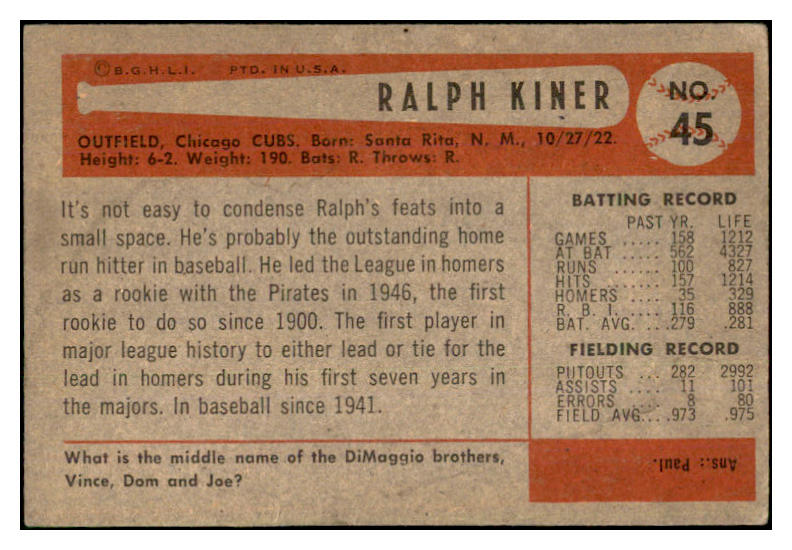 © B.G.H.L.I. PTD. IN U.S.A.
RALPH KINER
NO.
45
OUTFIELD, Chicago CUBS. Born: Santa Rita, N. M., 10/27/22.
Height: 6-2. Weight: 190. Bats: R. Throws: R.
It's not easy to condense Ralph's feats into a
small space. He's probably the outstanding home
run hitter in baseball. He led the League in homers
as a rookie with the Pirates in 1946, the first
rookie to do so since 1900. The first player in
major league history to either lead or tie for the
lead in homers during his first seven years in
the majors. In baseball since 1941.
BATTING RECORD
PAST YR. LIFE
GAMES ..... 158 1212
AT BAT ..... 562 4327
RUNS ....... 100 827
HITS ....... 157 1214
HOMERS .... 35 329
R. B. I. .... 116 888
BAT. AVG. ... .279 .281
FIELDING RECORD
PUTOUTS ... 282 2992
ASSISTS .... 11 101
ERRORS .... 8 80
FIELD AVG. ... .973 .975
What is the middle name of the DiMaggio brothers,
Vince, Dom and Joe?
Ans.: Paul.